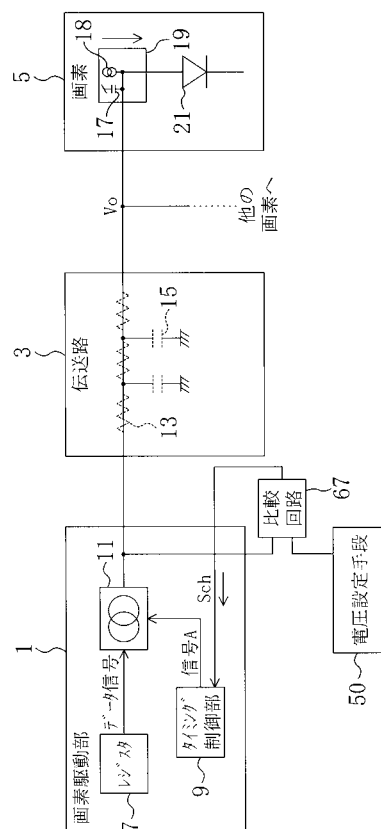 1
画素駆動部
7
レジスタ
データ信号
11
信号A
9
タイミング
制御部
Sch
67
比較
回路
50
電圧設定手段
3
伝送路
13
15
Vo
他の
画素へ
5
画素
17
18
19
21